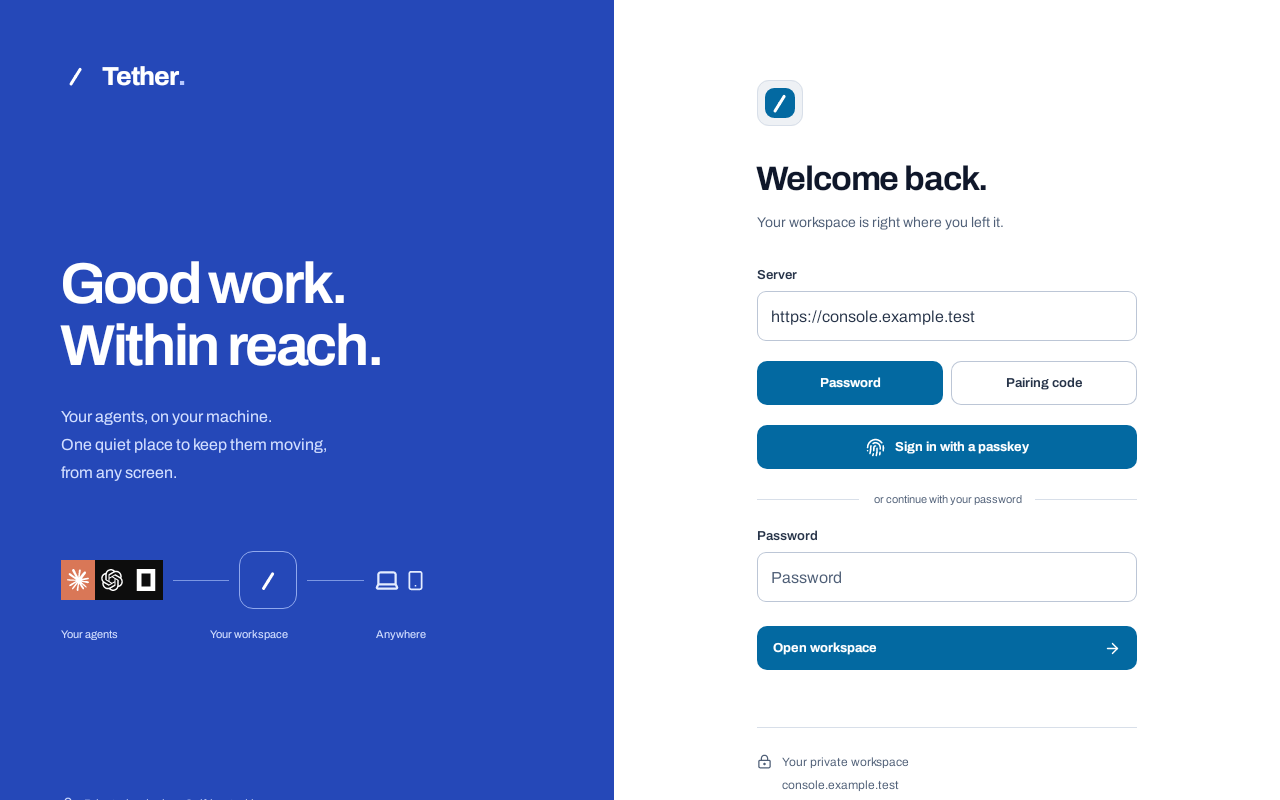 Tether.
Good work.
Within reach.
Your agents, on your machine.
One quiet place to keep them moving,
from any screen.
Your agents
Your workspace
Anywhere
Welcome back.
Your workspace is right where you left it.
Server
https://console.example.test
Password
Pairing code
Sign in with a passkey
or continue with your password
Password
Password
Open workspace
Your private workspace
console.example.test